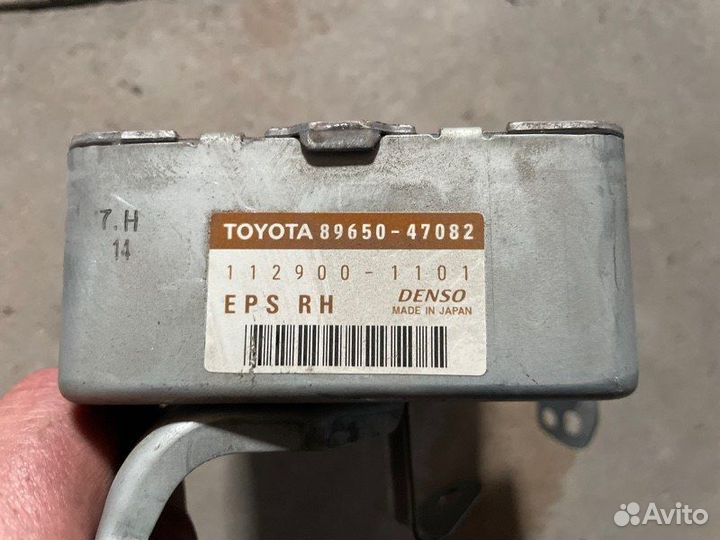 7.H
14
TOYOTA 89650-47082
112900-1101
EPS RH
DENSO
MADE IN JAPAN
Avito